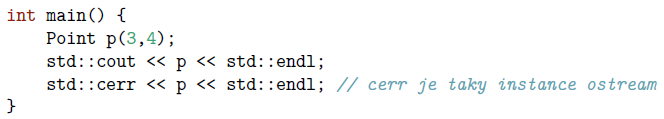 int main() {
    Point p(3,4);
    std::cout << p << std::endl;
    std::cerr << p << std::endl; // cerr je taky instance ostream
}